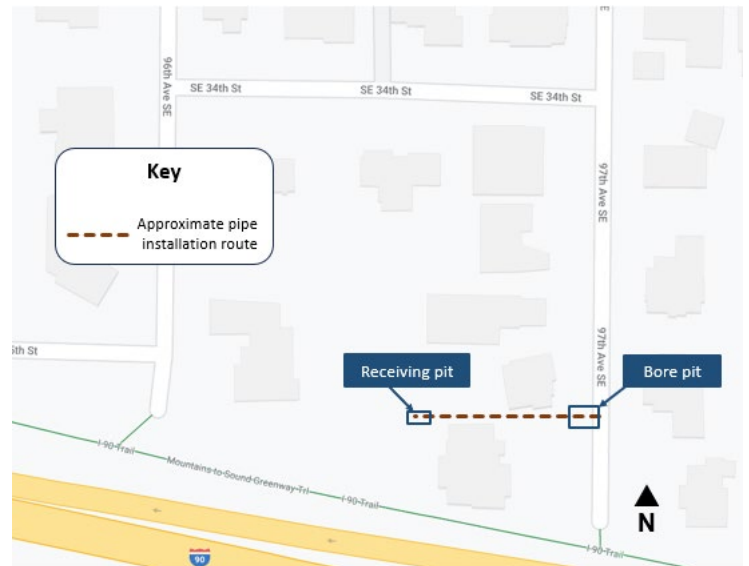 E
96th Ave SE
SE 34th St
SE 34th St
SE 34th St
Key
Approximate pipe
installation route
97th Ave SE
97th Ave SE
5th St
Receiving pit
Bore pit
I 90 Trail
Mountains to Sound Greenway Trl
I 90 Trail
N
I 90 Trail
90